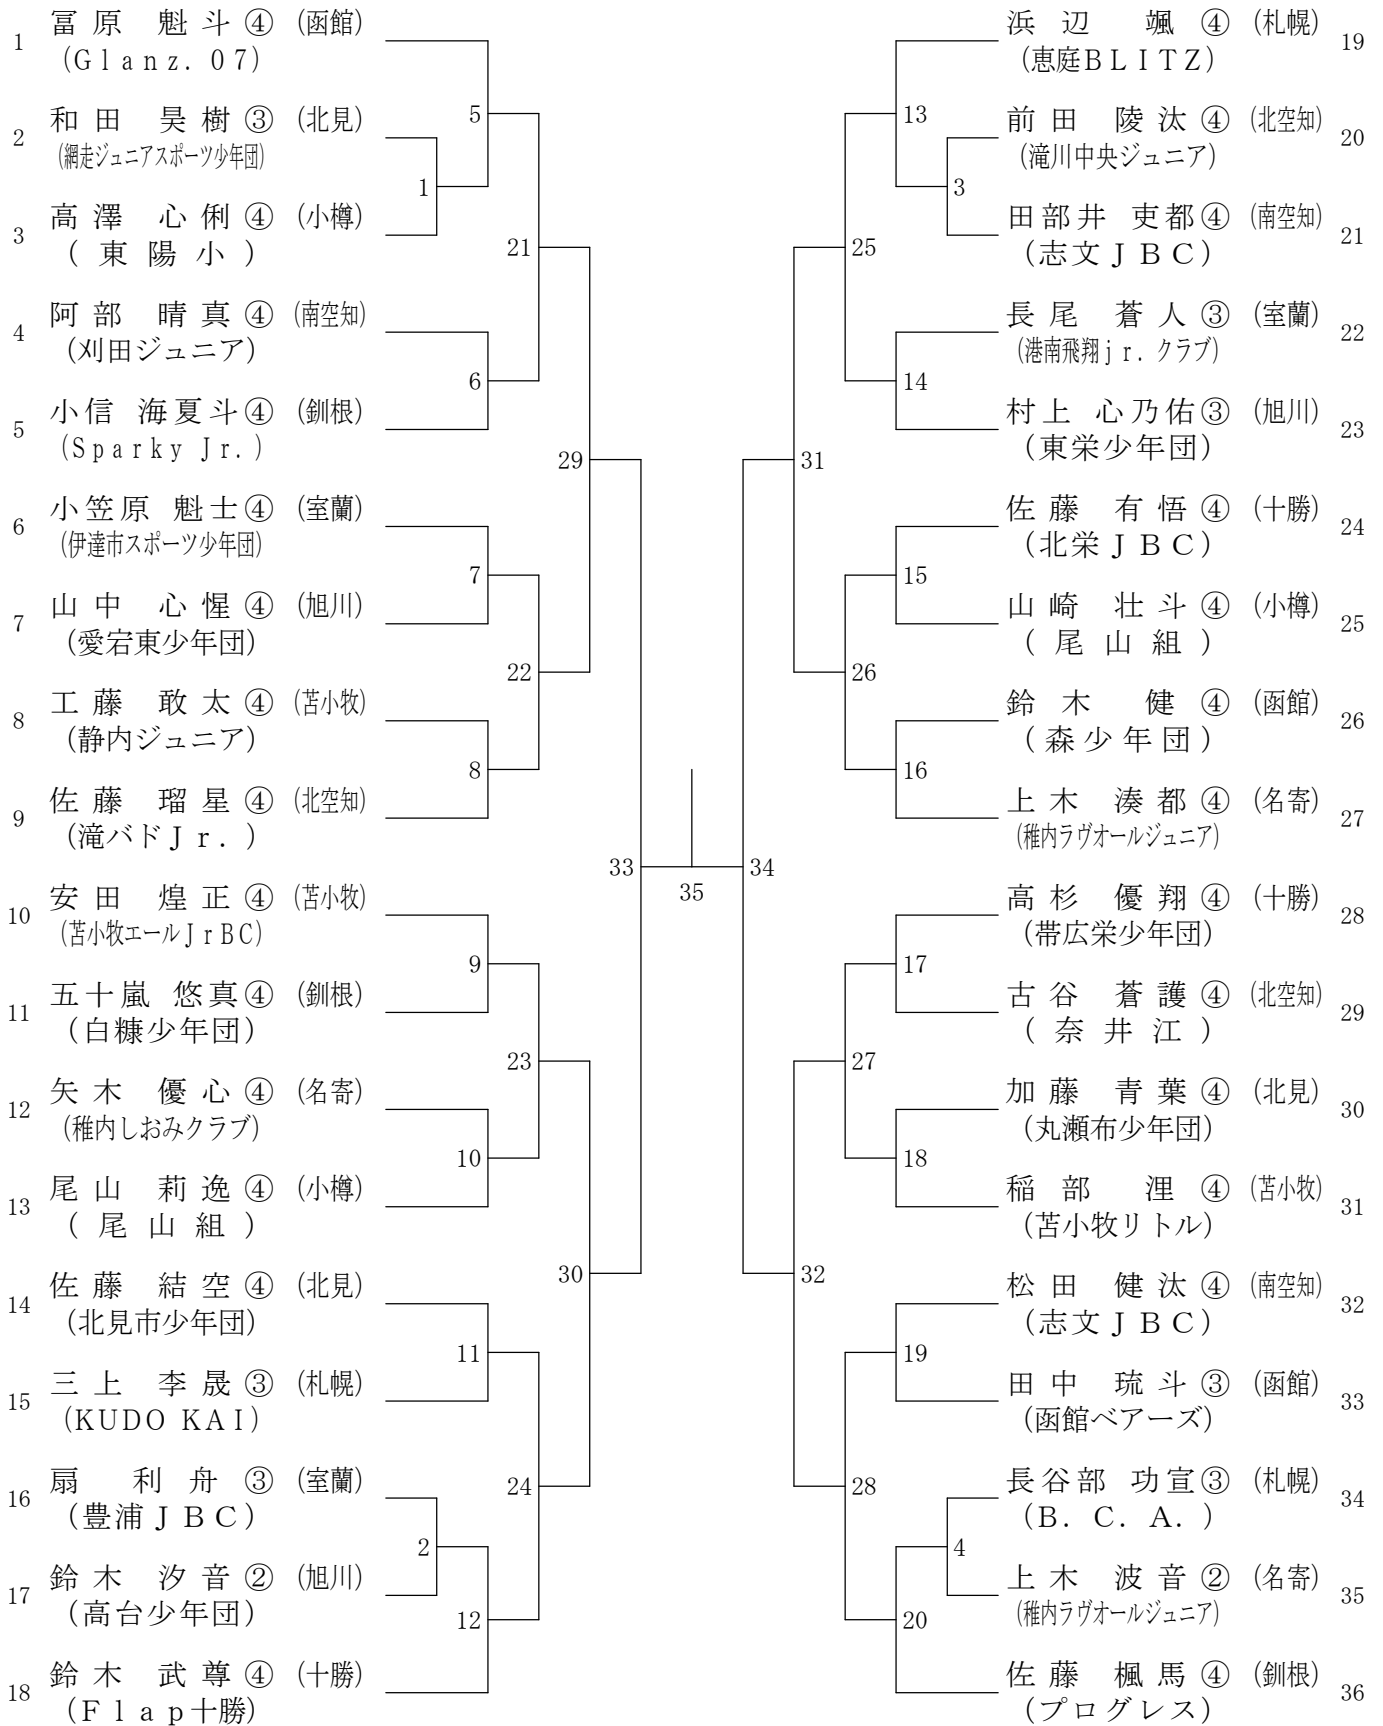 1 冨原 魁斗④ (函館)
(Glanz. 07)
2 和田 昊樹③ (北見)
(網走ジュニアスポーツ少年団)
1
3 高澤 心俐④ (小樽)
(東陽小)
5
4 阿部 晴真④ (南空知)
(刈田ジュニア)
6
5 小信 海夏斗④ (釧根)
(Sparky Jr.)
21
6 小笠原 魁士④ (室蘭)
(伊達市スポーツ少年団)
7
7 山中 心惺④ (旭川)
(愛宕東少年団)
22
8 工藤 敢太④ (苫小牧)
(静内ジュニア)
8
9 佐藤 瑠星④ (北空知)
(滝バドJr.)
29
10 安田 煌正④ (苫小牧)
(苫小牧エールJrBC)
9
11 五十嵐 悠真④ (釧根)
(白糠少年団)
23
12 矢木 優心④ (名寄)
(稚内しおみクラブ)
10
13 尾山 莉逸④ (小樽)
(尾山組)
30
14 佐藤 結空④ (北見)
(北見市少年団)
11
15 三上 李晟③ (札幌)
(KUDO KAI)
24
16 扇 利舟③ (室蘭)
(豊浦JBC)
2
17 鈴木 汐音② (旭川)
(高台少年団)
12
18 鈴木 武尊④ (十勝)
(Flap十勝)
33
35
34
浜辺 颯④ (札幌) 19
(恵庭BLITZ)
13
前田 陵汰④ (北空知) 20
(滝川中央ジュニア)
3
田部井 吏都④ (南空知) 21
(志文JBC)
25
長尾 蒼人③ (室蘭) 22
(港南飛翔jr.クラブ)
14
村上 心乃佑③ (旭川) 23
(東栄少年団)
31
佐藤 有悟④ (十勝) 24
(北栄JBC)
15
山崎 壮斗④ (小樽) 25
(尾山組)
26
鈴木 健④ (函館) 26
(森少年団)
16
上木 湊都④ (名寄) 27
(稚内ラヴオールジュニア)
高杉 優翔④ (十勝) 28
(帯広栄少年団)
17
古谷 蒼護④ (北空知) 29
(奈井江)
27
加藤 青葉④ (北見) 30
(丸瀬布少年団)
18
稲部 浬④ (苫小牧) 31
(苫小牧リトル)
32
松田 健汰④ (南空知) 32
(志文JBC)
19
田中 琉斗③ (函館) 33
(函館ベアーズ)
28
長谷部 功宣③ (札幌) 34
(B. C. A.)
4
上木 波音② (名寄) 35
(稚内ラヴオールジュニア)
20
佐藤 楓馬④ (釧根) 36
(プログレス)